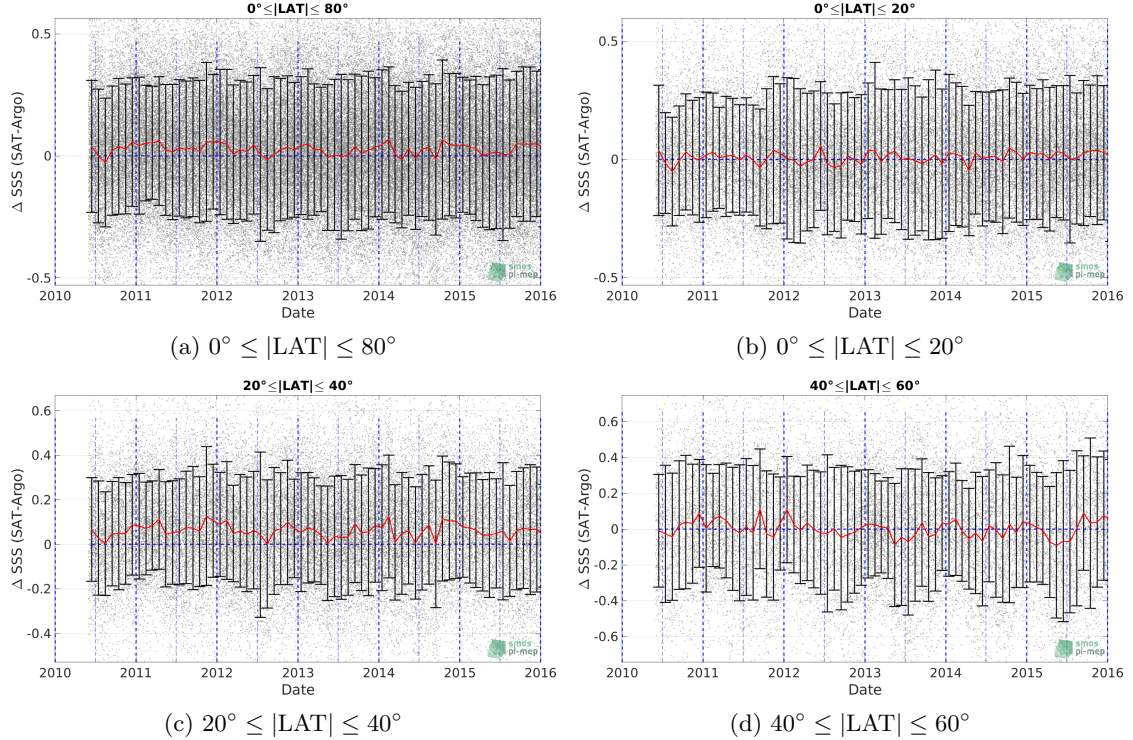 0°≤|LAT|≤ 80°
Δ SSS (SAT-Argo)
0.5
0
-0.5
2010 2011 2012 2013 2014 2015 2016
Date
smos
pi-mep
(a) 0° ≤ |LAT| ≤ 80°
0°≤|LAT|≤ 20°
Δ SSS (SAT-Argo)
0.5
0
-0.5
2010 2011 2012 2013 2014 2015 2016
Date
smos
pi-mep
(b) 0° ≤ |LAT| ≤ 20°
20°≤|LAT|≤ 40°
Δ SSS (SAT-Argo)
0.6
0.4
0.2
0
-0.2
-0.4
2010 2011 2012 2013 2014 2015 2016
Date
smos
pi-mep
(c) 20° ≤ |LAT| ≤ 40°
40°≤|LAT|≤ 60°
Δ SSS (SAT-Argo)
0.6
0.4
0.2
0
-0.2
-0.4
-0.6
2010 2011 2012 2013 2014 2015 2016
Date
smos
pi-mep
(d) 40° ≤ |LAT| ≤ 60°